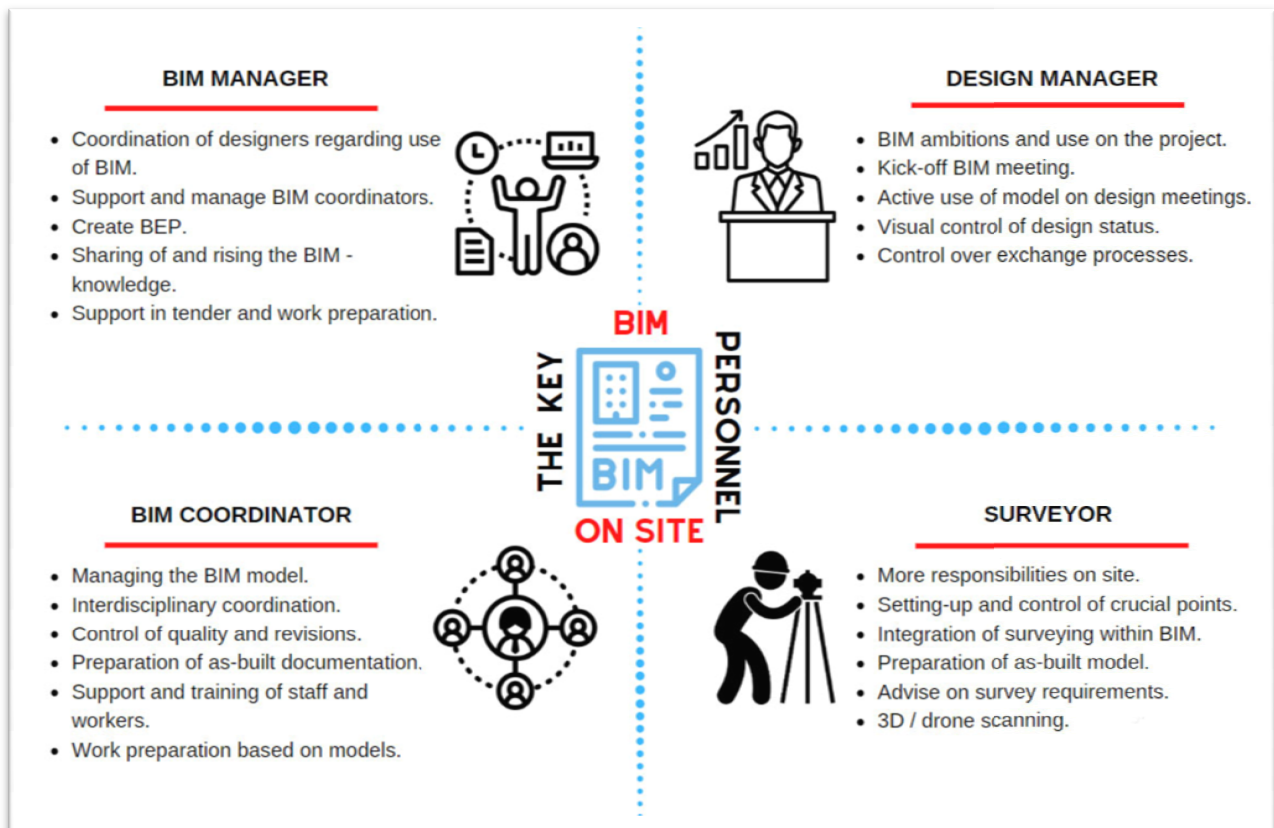 BIM MANAGER
• Coordination of designers regarding use
of BIM.
• Support and manage BIM coordinators.
• Create BEP.
• Sharing of and rising the BIM -
knowledge.
• Support in tender and work preparation.
DESIGN MANAGER
• BIM ambitions and use on the project.
• Kick-off BIM meeting.
• Active use of model on design meetings.
• Visual control of design status.
• Control over exchange processes.
THE KEY
BIM
PERSONNEL
BIM
ON SITE
BIM COORDINATOR
• Managing the BIM model.
• Interdisciplinary coordination.
• Control of quality and revisions.
• Preparation of as-built documentation.
• Support and training of staff and
workers.
• Work preparation based on models.
SURVEYOR
• More responsibilities on site.
• Setting-up and control of crucial points.
• Integration of surveying within BIM.
• Preparation of as-built model.
• Advise on survey requirements.
• 3D / drone scanning.